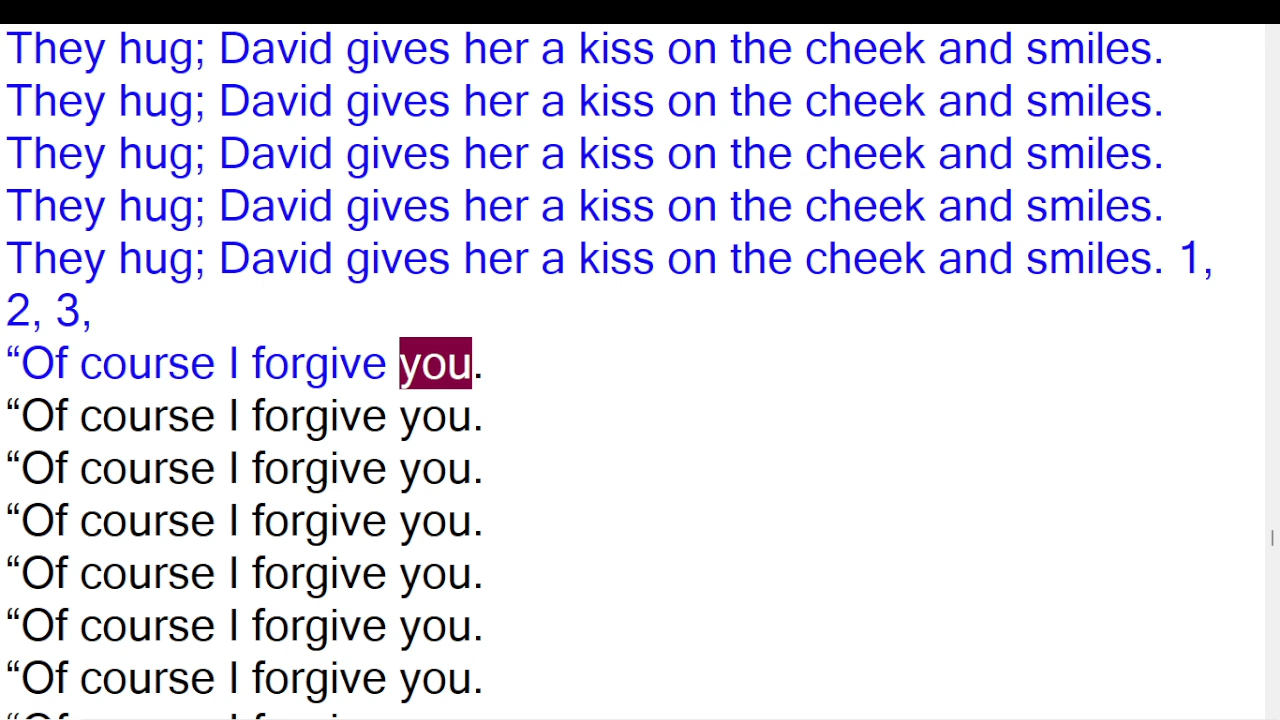 They hug; David gives her a kiss on the cheek and smiles.
They hug; David gives her a kiss on the cheek and smiles.
They hug; David gives her a kiss on the cheek and smiles.
They hug; David gives her a kiss on the cheek and smiles.
They hug; David gives her a kiss on the cheek and smiles. 1,
2, 3,
“Of course I forgive you.
“Of course I forgive you.
“Of course I forgive you.
“Of course I forgive you.
“Of course I forgive you.
“Of course I forgive you.
“Of course I forgive you.